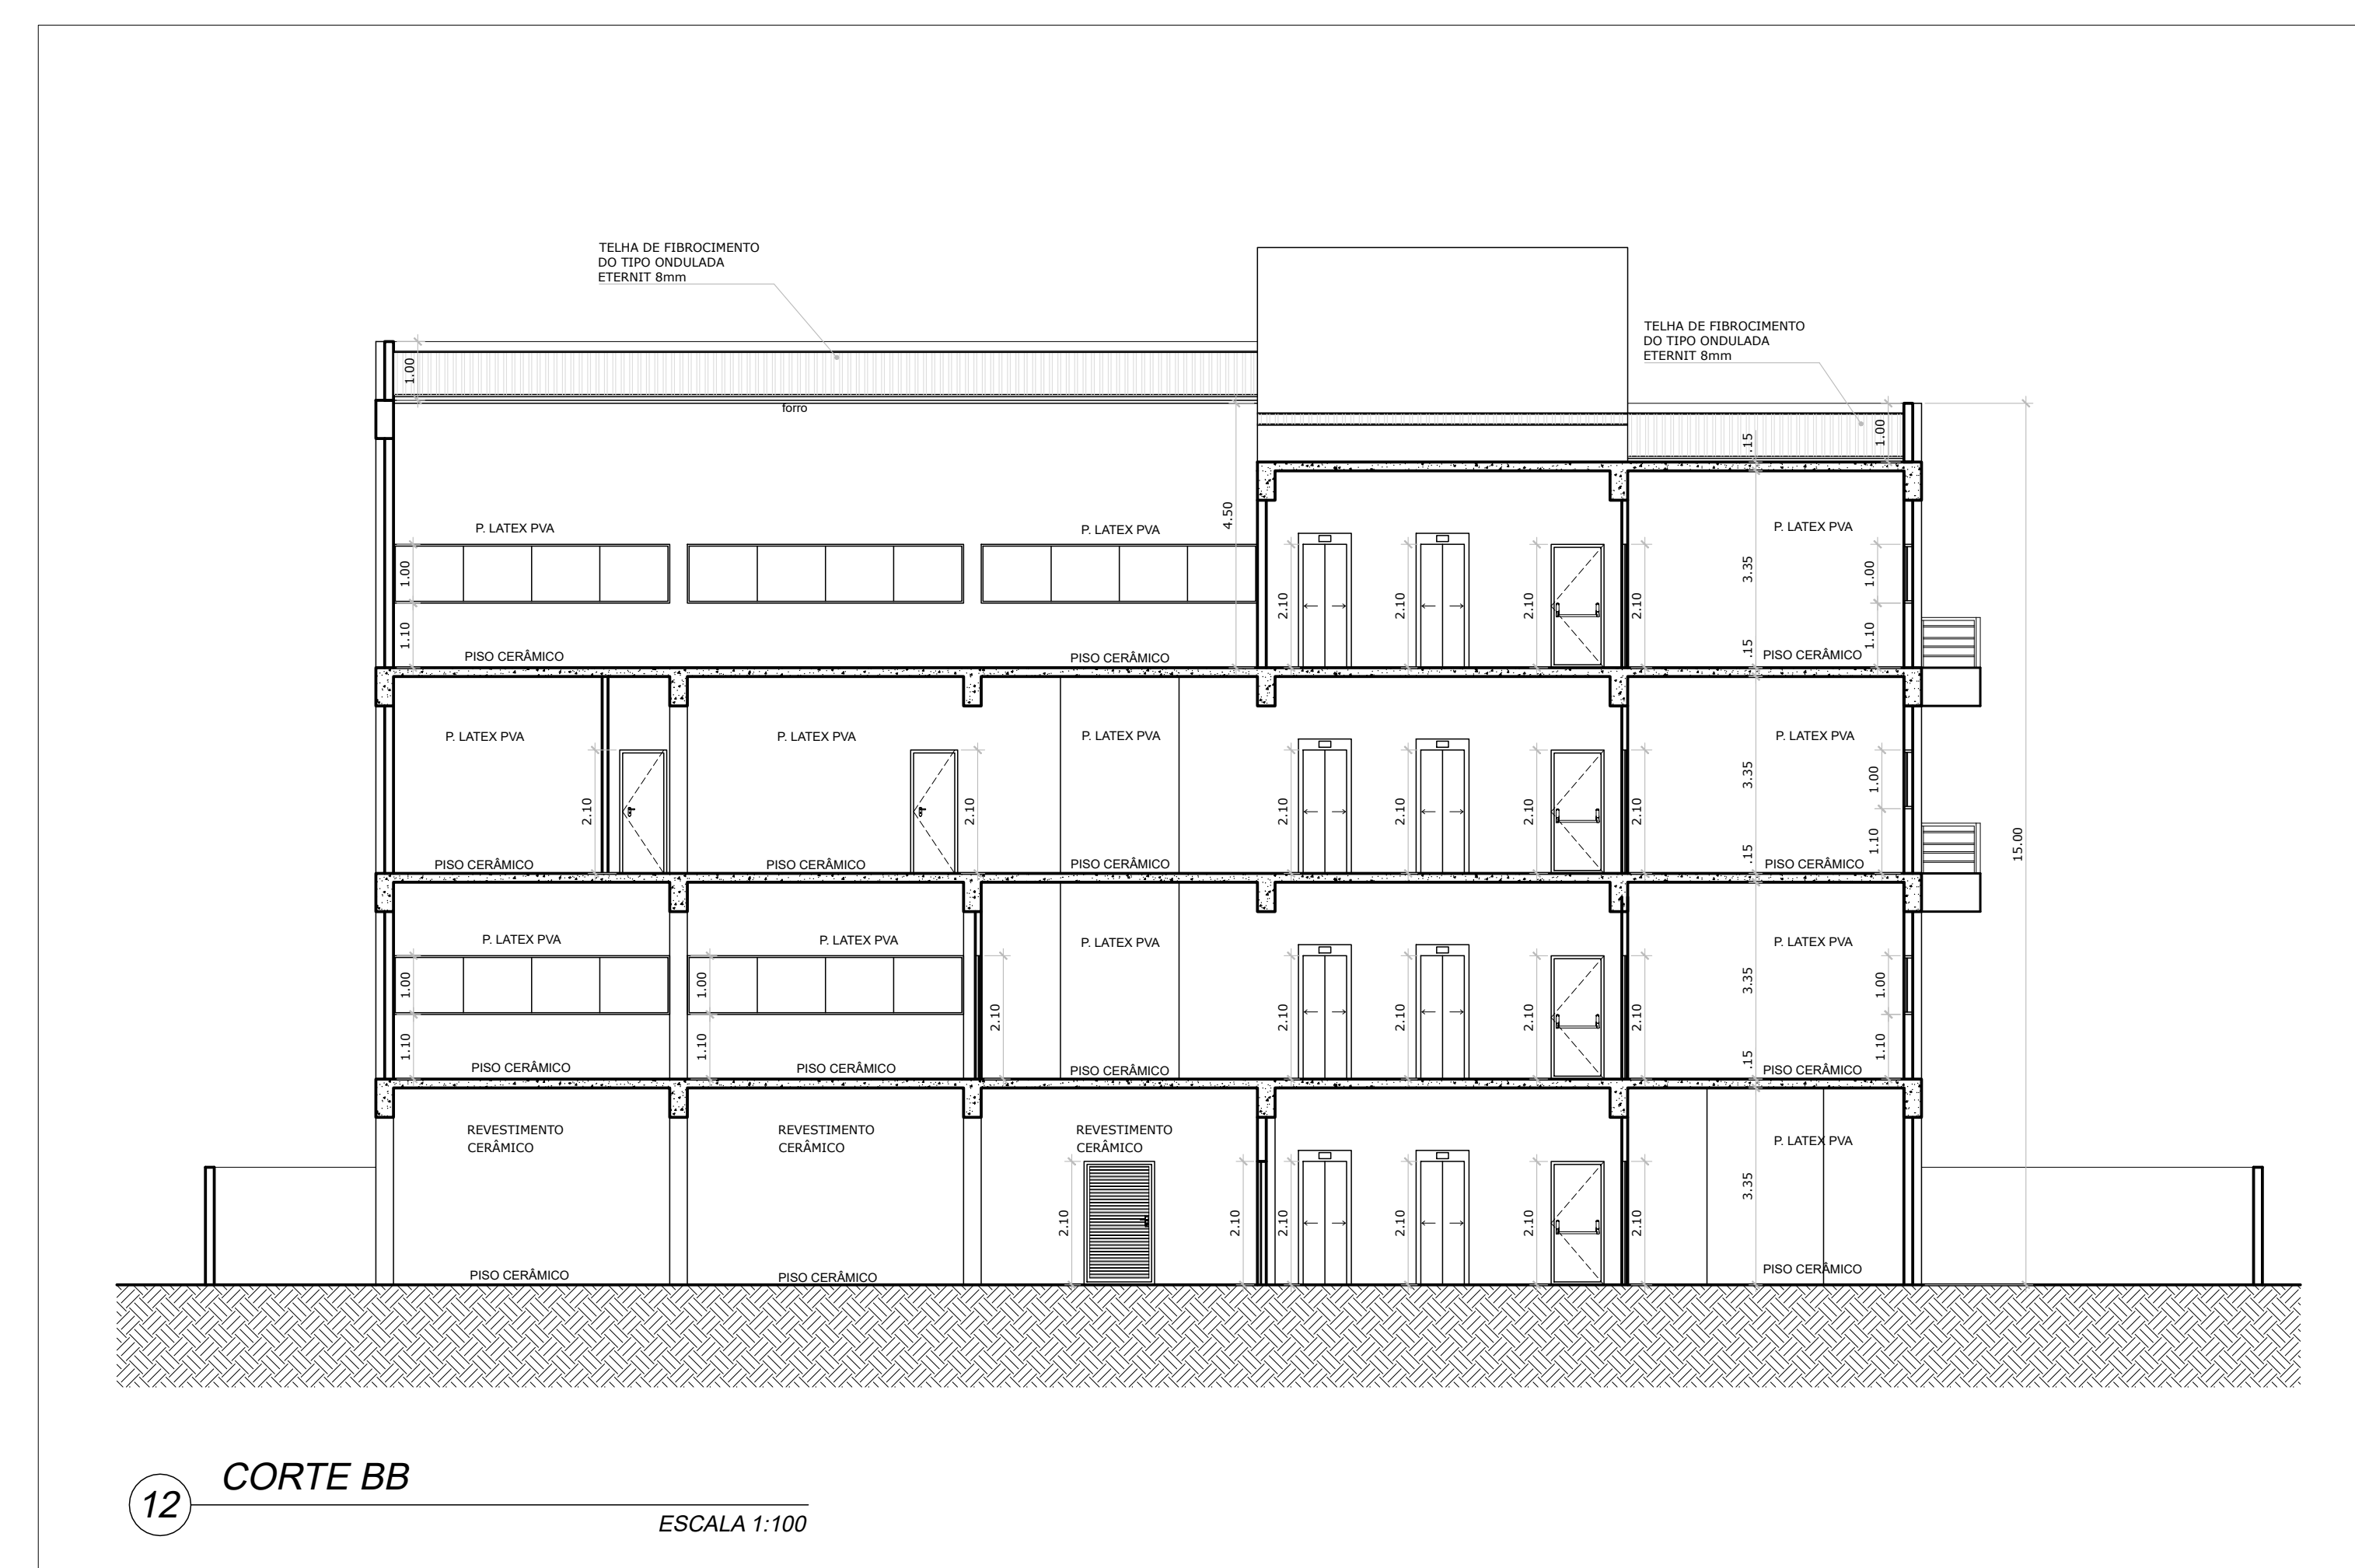 TELHA DE FIBROCIMENTO
DO TIPO ONDULADA
ETERNIT 8mm
TELHA DE FIBROCIMENTO
DO TIPO ONDULADA
ETERNIT 8mm
1.00
forro
.15
1.00
P. LATEX PVA
P. LATEX PVA
4.50
P. LATEX PVA
1.00
3.35
1.00
2.10
2.10
2.10
2.10
1.10
.15
1.10
PISO CERÂMICO
PISO CERÂMICO
PISO CERÂMICO
P. LATEX PVA
P. LATEX PVA
P. LATEX PVA
P. LATEX PVA
3.35
1.00
2.10
2.10
2.10
2.10
2.10
2.10
1.10
.15
15.00
PISO CERÂMICO
PISO CERÂMICO
PISO CERÂMICO
PISO CERÂMICO
P. LATEX PVA
P. LATEX PVA
P. LATEX PVA
P. LATEX PVA
1.00
1.00
3.35
1.00
2.10
2.10
2.10
2.10
2.10
1.10
1.10
.15
1.10
PISO CERÂMICO
PISO CERÂMICO
PISO CERÂMICO
PISO CERÂMICO
REVESTIMENTO
CERÂMICO
REVESTIMENTO
CERÂMICO
REVESTIMENTO
CERÂMICO
P. LATEX PVA
3.35
2.10
2.10
2.10
2.10
2.10
2.10
PISO CERÂMICO
PISO CERÂMICO
PISO CERÂMICO
12
CORTE BB
ESCALA 1:100